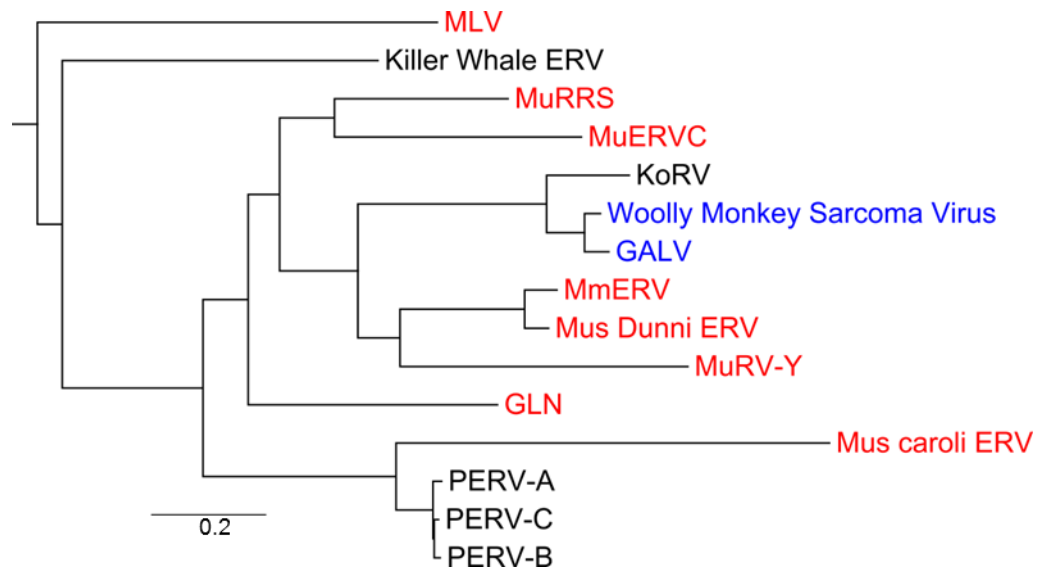 MLV
Killer Whale ERV
MuRRS
MuERVC
KoRV
Woolly Monkey Sarcoma Virus
GALV
MmERV
Mus Dunni ERV
MuRV-Y
GLN
Mus caroli ERV
PERV-A
PERV-C
0.2
PERV-B